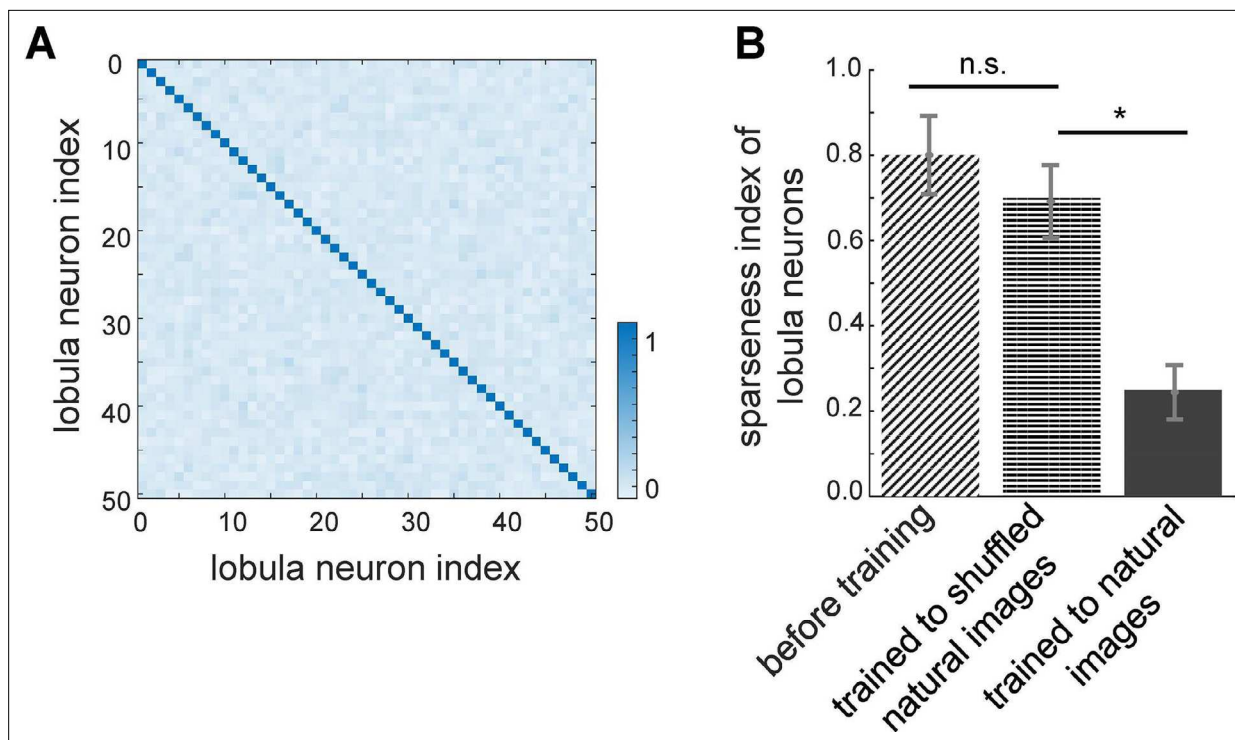 A
lobula neuron index
0
10
20
30
40
50
0
10
20
30
40
50
lobula neuron index
1
0
B
sparseness index of
lobula neurons
1.0
0.8
0.6
0.4
0.2
0.0
n.s.
*
before training
trained to shuffled
natural images
trained to natural
images